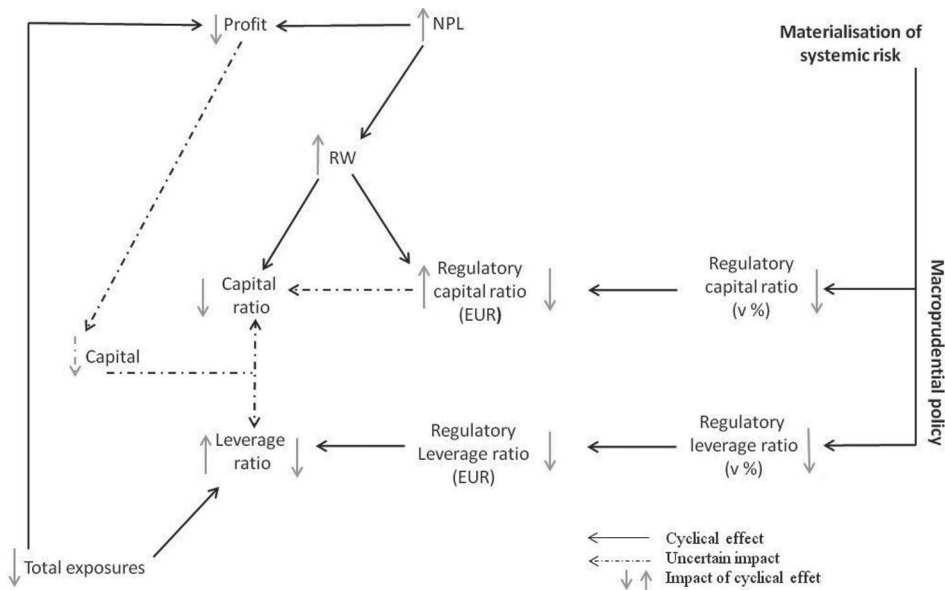 Profit
NPL
Materialisation of
systemic risk
RW
Capital
ratio
Regulatory
capital ratio
(EUR)
Regulatory
capital ratio
(v %)
Macroprudential policy
Capital
Leverage
ratio
Regulatory
Leverage ratio
(EUR)
Regulatory
leverage ratio
(v %)
Total exposures
Cyclical effect
Uncertain impact
Impact of cyclical effet